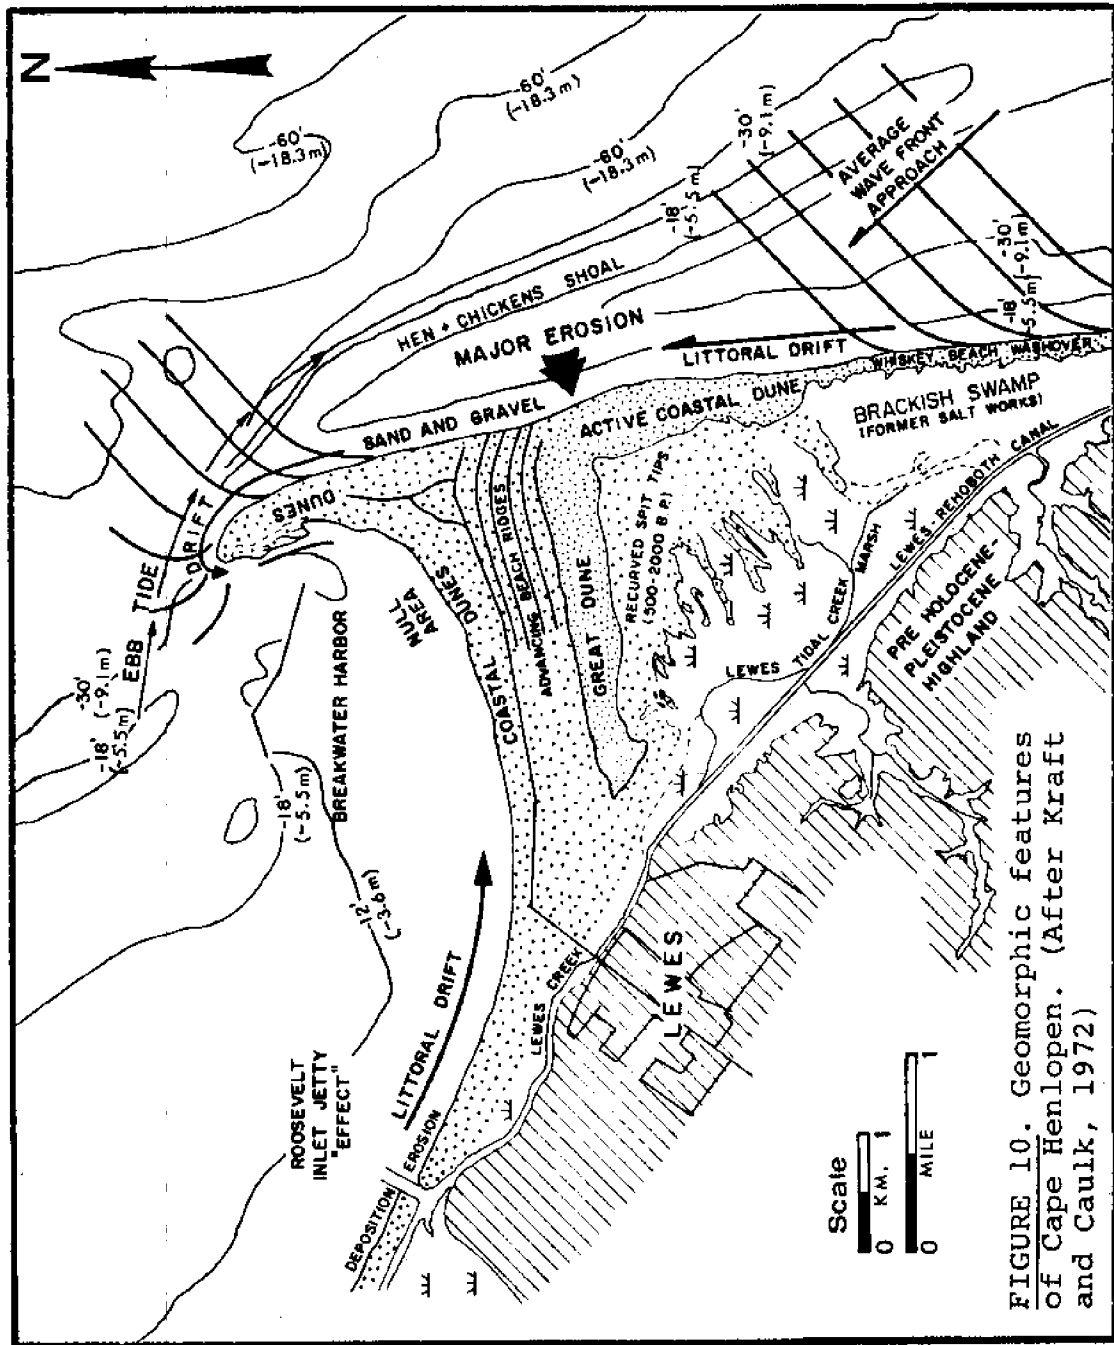 N
-60'
(-18.3m)
-60'
(-18.3m)
-60'
(-18.3m)
-30'
(-9.1m)
-18'
(-5.5m)
AVERAGE
WAVE FRONT
APPROACH
-30'
(-9.1m)
-18'
(-5.5m)
HEN + CHICKENS SHOAL
MAJOR EROSION
LITTORAL DRIFT
WHISKEY BEACH WASHOVER
SAND AND GRAVEL
ACTIVE COASTAL DUNE
BRACKISH SWAMP
(FORMER SALT WORKS)
EBB TIDE
DRIFT
DUNES
-30'
(-9.1m)
-18'
(-5.5m)
-18'
(-5.5m)
-12'
(-3.6m)
BREAKWATER HARBOR
NULL
AREA
COASTAL DUNES
ADVANCING BEACH RIDGES
GREAT DUNE
RECURVED SPIT TIPS
(500-2000 B.P.)
LEWES TIDAL CREEK MARSH
LEWES REHOBOTH CANAL
PRE HOLOCENE-
PLEISTOCENE
HIGHLAND
ROOSEVELT
INLET JETTY
"EFFECT"
LITTORAL DRIFT
EROSION
DEPOSITION
LEWES CREEK
LEWES
Scale
0 KM. 1
0 MILE 1
FIGURE 10. Geomorphic features
of Cape Henlopen. (After Kraft
and Caulk, 1972)